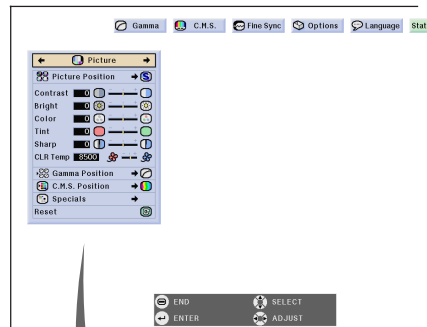 Gamma C.M.S. Fine Sync Options Language Stat
Picture
Picture Position S
Contrast 0
Bright 0
Color 0
Tint 0
Sharp 0
CLR Temp 8500
Gamma Position
C.M.S. Position
Specials
Reset
END SELECT
ENTER ADJUST